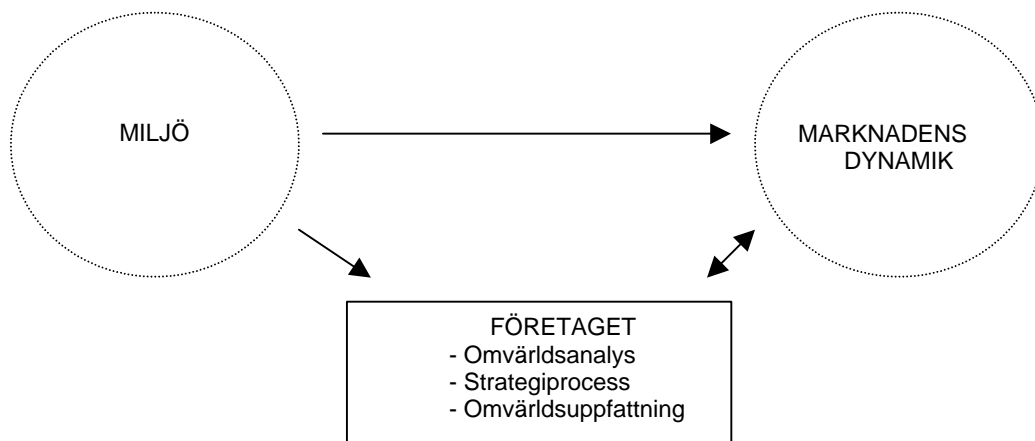 MILJÖ
MARKNADENS
DYNAMIK
FÖRETAGET
- Omvärldsanalys
- Strategiprocess
- Omvärldsuppfattning